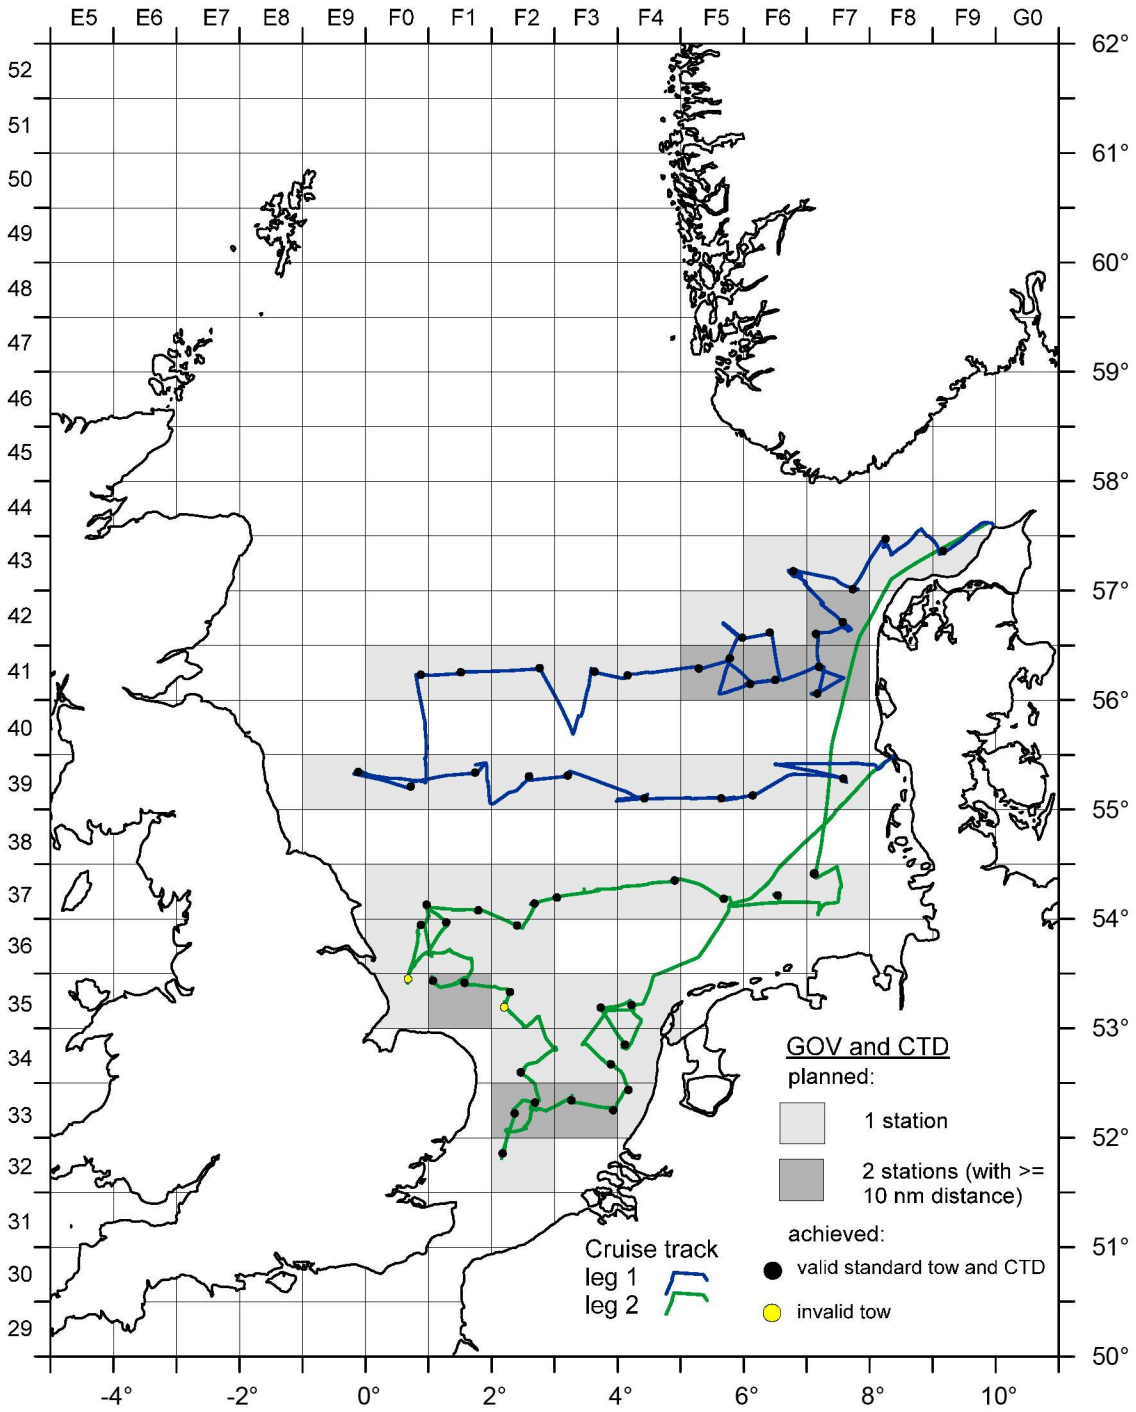 E5 E6 E7 E8 E9 F0 F1 F2 F3 F4 F5 F6 F7 F8 F9 G0
62°
52
51
61°
50
49
60°
48
47
59°
46
45
58°
44
43
57°
42
41
56°
40
39
55°
38
37
54°
36
35
53°
34
33
52°
32
31
51°
30
29
50°
GOV and CTD
planned:
1 station
2 stations (with >=
10 nm distance)
achieved:
valid standard tow and CTD
invalid tow
Cruise track
leg 1
leg 2
-4° -2° 0° 2° 4° 6° 8° 10°